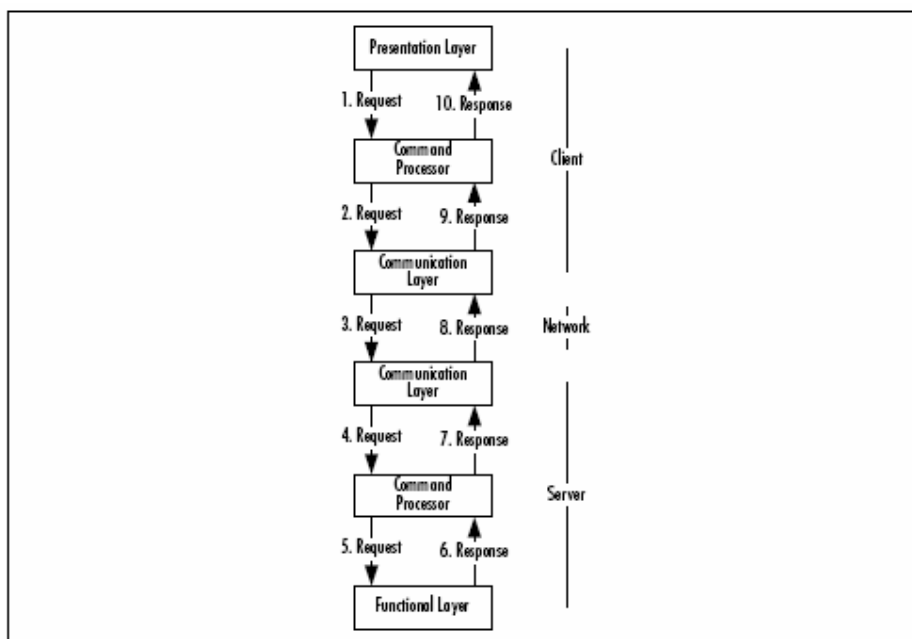 Presentation Layer
1. Request
10. Response
Command
Processor
Client
2. Request
9. Response
Communication
Layer
3. Request
8. Response
Network
Communication
Layer
4. Request
7. Response
Command
Processor
Server
5. Request
6. Response
Functional Layer